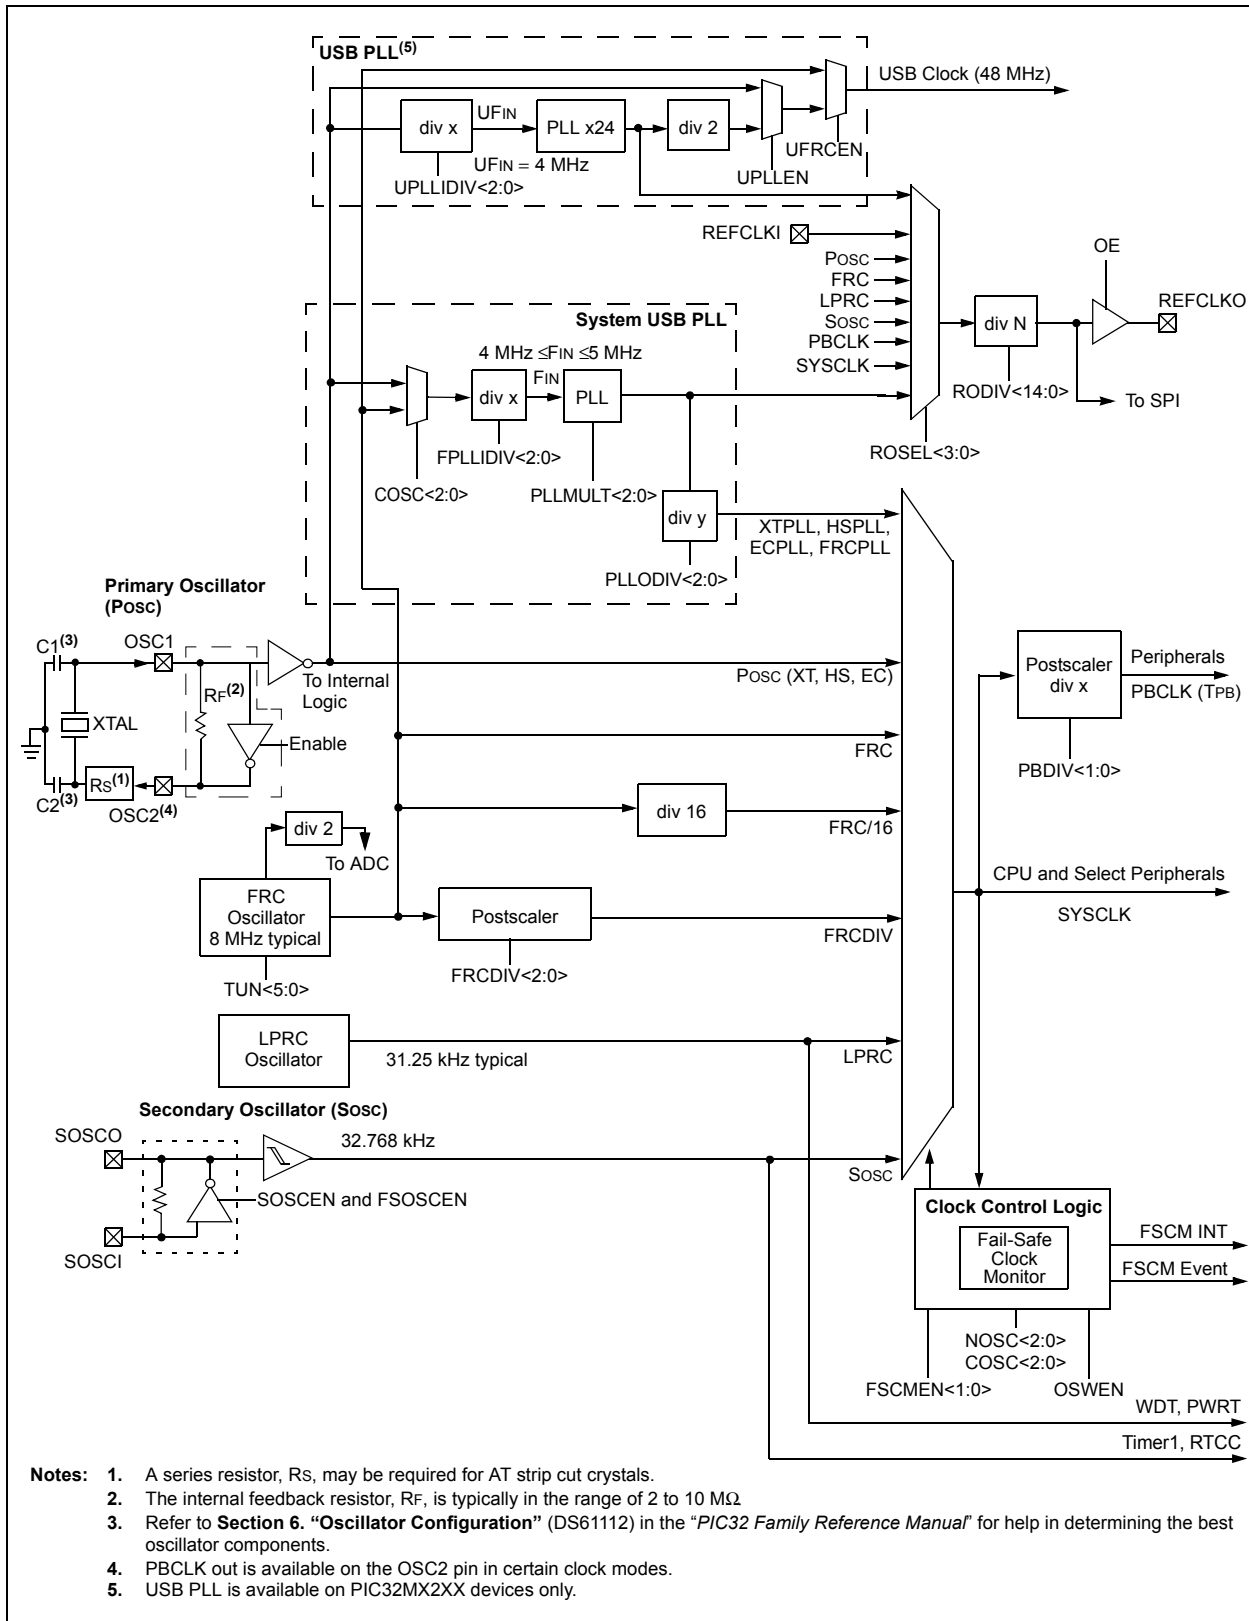 USB PLL(5)
USB Clock (48 MHz)
div x
UFIN
PLL x24
div 2
UFIN = 4 MHz
UFRCEN
UPLLEN
UPLLIDIV<2:0>
REFCLKI
POSC
FRC
LPRC
SOSC
PBCLK
SYSCLK
OE
REFCLKO
div N
RODIV<14:0>
To SPI
ROSEL<3:0>
System USB PLL
4 MHz ≤FIN ≤5 MHz
FIN
div x
PLL
FPLLIDIV<2:0>
COSC<2:0>
PLLMULT<2:0>
div y
XTPLL, HSPLL,
ECPLL, FRCPLL
PLLODIV<2:0>
Primary Oscillator
(POSC)
C1(3)
OSC1
RF(2)
To Internal
Logic
XTAL
Enable
RS(1)
C2(3)
OSC2(4)
POSC (XT, HS, EC)
Postscaler
div x
Peripherals
PBCLK (TPB)
FRC
PBDIV<1:0>
div 16
FRC/16
div 2
To ADC
FRC
Oscillator
8 MHz typical
TUN<5:0>
Postscaler
FRCDIV<2:0>
FRCDIV
CPU and Select Peripherals
SYSCLK
LPRC
Oscillator
31.25 kHz typical
LPRC
Secondary Oscillator (SOSC)
SOSCO
32.768 kHz
SOSCEN and FSOSCEN
SOSCI
SOSC
Clock Control Logic
Fail-Safe
Clock
Monitor
FSCM INT
FSCM Event
NOSC<2:0>
COSC<2:0>
FSCMEN<1:0>
OSWEN
WDT, PWRT
Timer1, RTCC
Notes: 1. A series resistor, RS, may be required for AT strip cut crystals.
2. The internal feedback resistor, RF, is typically in the range of 2 to 10 MΩ
3. Refer to Section 6. “Oscillator Configuration” (DS61112) in the “PIC32 Family Reference Manual” for help in determining the best
oscillator components.
4. PBCLK out is available on the OSC2 pin in certain clock modes.
5. USB PLL is available on PIC32MX2XX devices only.